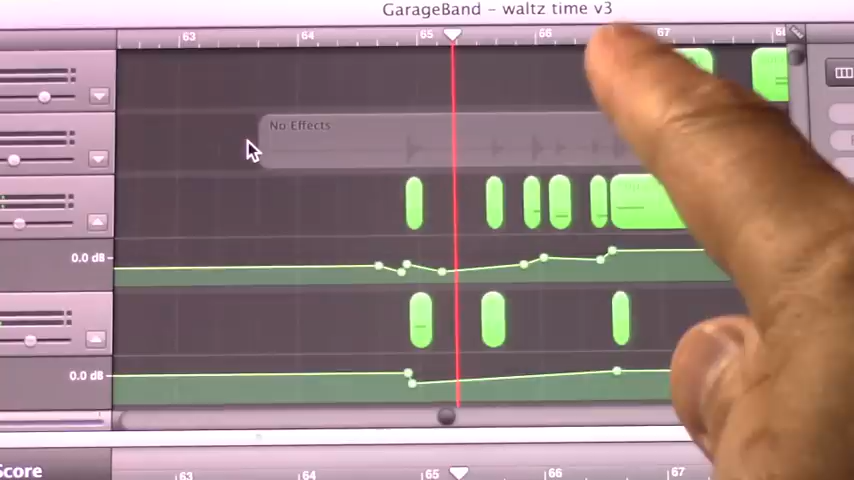 GarageBand – waltz time v3
63 64 65 66 67
No Effects
0.0 dB
0.0 dB
Score
63 64 65 66 67